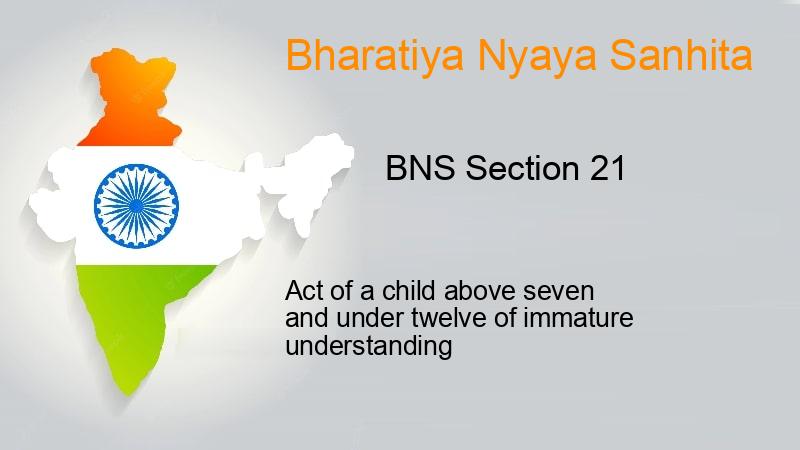 Bharatiya Nyaya Sanhita
BNS Section 21
Act of a child above seven
and under twelve of immature
understanding